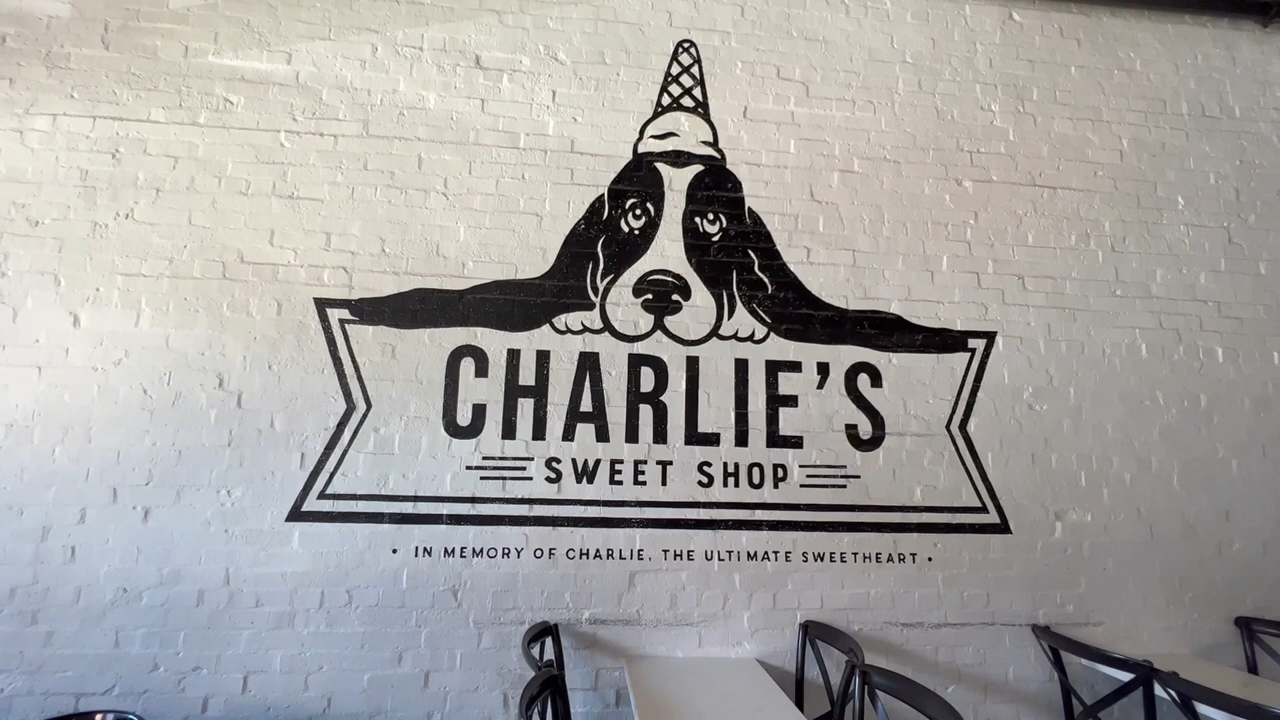 CHARLIE'S
SWEET SHOP
• IN MEMORY OF CHARLIE, THE ULTIMATE SWEETHEART •